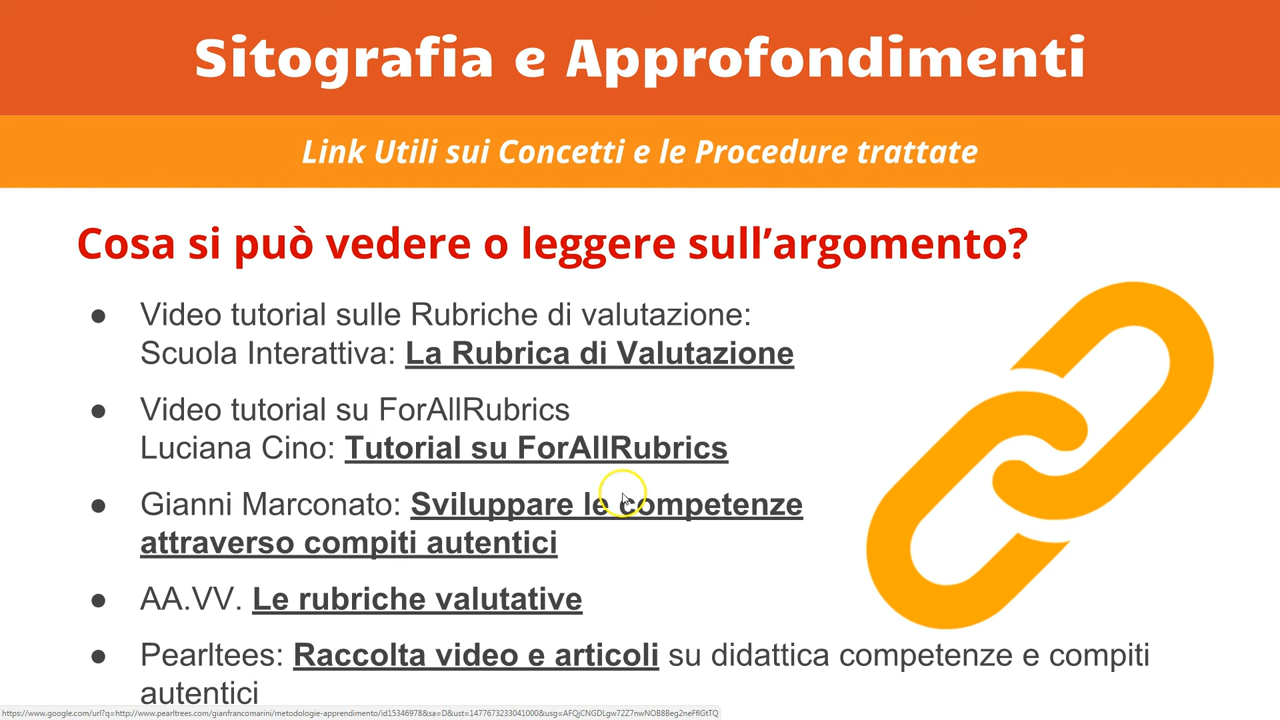 Sitografia e Approfondimenti
Link Utili sui Concetti e le Procedure trattate
Cosa si può vedere o leggere sull’argomento?
● Video tutorial sulle Rubriche di valutazione:
Scuola Interattiva: La Rubrica di Valutazione
● Video tutorial su ForAllRubrics
Luciana Cino: Tutorial su ForAllRubrics
● Gianni Marconato: Sviluppare le competenze
attraverso compiti autentici
● AA.VV. Le rubriche valutative
● Pearltees: Raccolta video e articoli su didattica competenze e compiti
autentici
https://www.google.com/url?q=http://www.pearltrees.com/gianfrancomarini/metodologie-apprendimento/id15346978&sa=D&ust=1477673233041000&usg=AFQjCNGDLgw72Z7nwNOB8Beg2neFflGtTQ